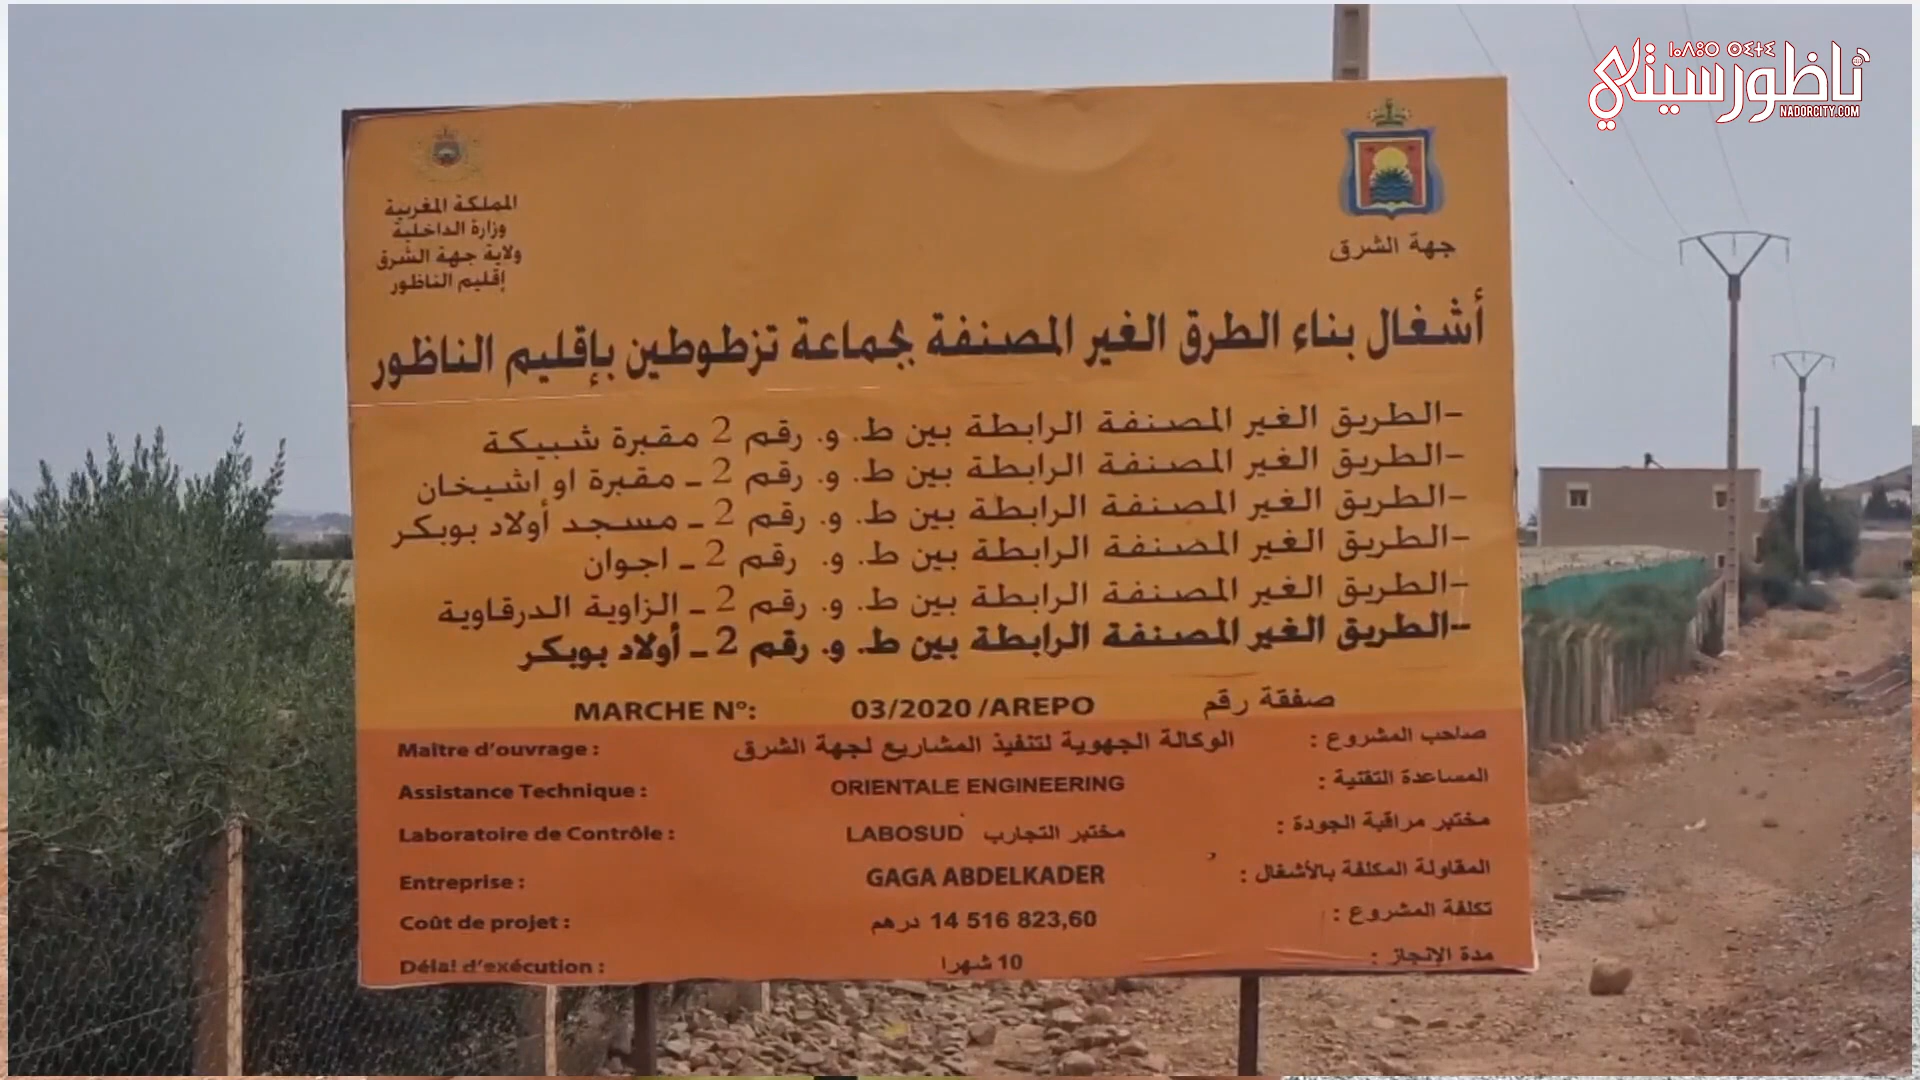 ⵏⴰⴷⵓⵔ ⵙⵉⵜⵉ
ناظورسيتي
NADORCITY.COM
المملكة المغربية
وزارة الداخلية
ولاية جهة الشرق
إقليم الناظور
جهة الشرق
أشغال بناء الطرق الغير المصنفة بجماعة تزطوطين بإقليم الناظور
-الطريق الغير المصنفة الرابطة بين ط. و. رقم 2 مقبرة شبيكة
-الطريق الغير المصنفة الرابطة بين ط. و. رقم 2 ـ مقبرة او اشيخان
-الطريق الغير المصنفة الرابطة بين ط. و. رقم 2 ـ مسجد أولاد بوبكر
-الطريق الغير المصنفة الرابطة بين ط. و. رقم 2 ـ اجوان
-الطريق الغير المصنفة الرابطة بين ط. و. رقم 2 ـ الزاوية الدرقاوية
-الطريق الغير المصنفة الرابطة بين ط. و. رقم 2 ـ أولاد بوبكر
MARCHE N°: 03/2020 /AREPO صفقة رقم
Maître d'ouvrage : الوكالة الجهوية لتنفيذ المشاريع لجهة الشرق صاحب المشروع :
Assistance Technique : ORIENTALE ENGINEERING المساعدة التقنية :
Laboratoire de Contrôle : LABOSUD مختبر التجارب مختبر مراقبة الجودة :
Entreprise : GAGA ABDELKADER المقاولة المكلفة بالأشغال :
Coût de projet : 14 516 823,60 درهم تكلفة المشروع :
Délai d'exécution : 10 شهرا مدة الإنجاز :